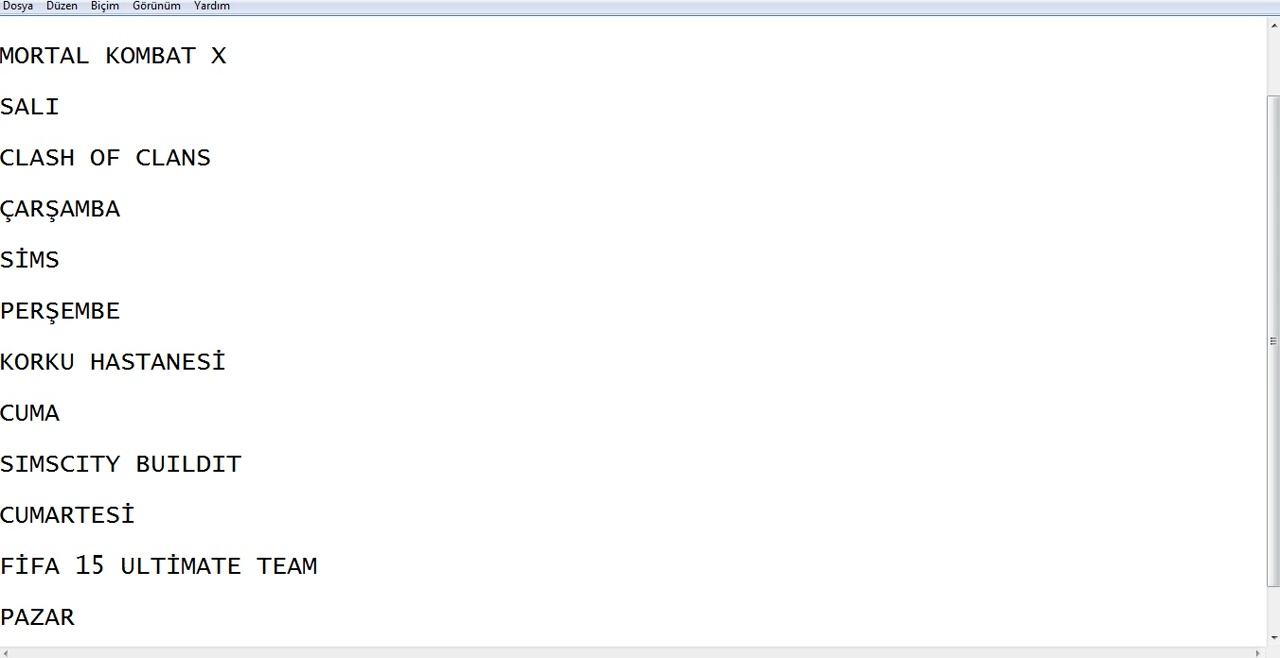 Dosya Düzen Biçim Görünüm Yardım
MORTAL KOMBAT X
SALI
CLASH OF CLANS
ÇARŞAMBA
SİMS
PERŞEMBE
KORKU HASTANESİ
CUMA
SIMSCITY BUILDIT
CUMARTESİ
FİFA 15 ULTİMATE TEAM
PAZAR